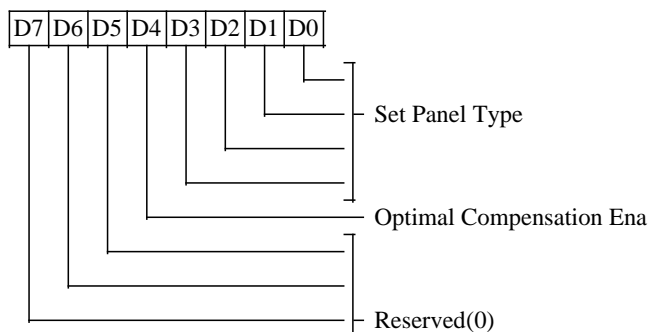 D7 D6 D5 D4 D3 D2 D1 D0
Set Panel Type
Optimal Compensation Ena
Reserved(0)